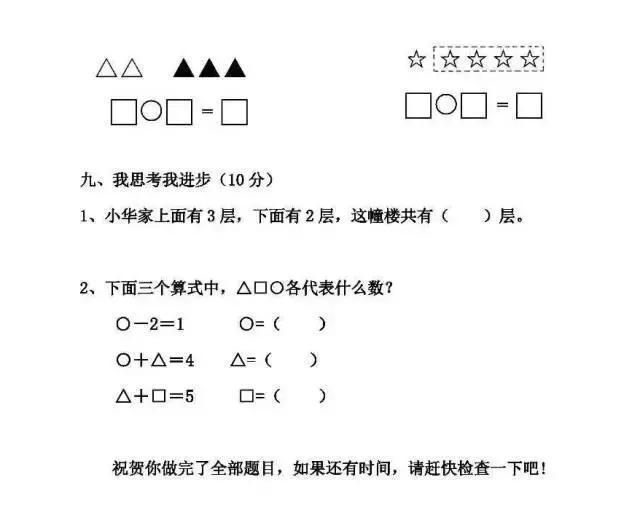 △△ ▲▲▲
☆☆☆☆☆
□○□=□
□○□=□
九、我思考我进步（10 分）
1、小华家上面有 3 层，下面有 2 层，这幢楼共有（　　）层。
2、下面三个算式中，△□○各代表什么数？
○－2＝1　　○=（　　）
○＋△＝4　　△=（　　）
△＋□＝5　　□=（　　）
祝贺你做完了全部题目，如果还有时间，请赶快检查一下吧！